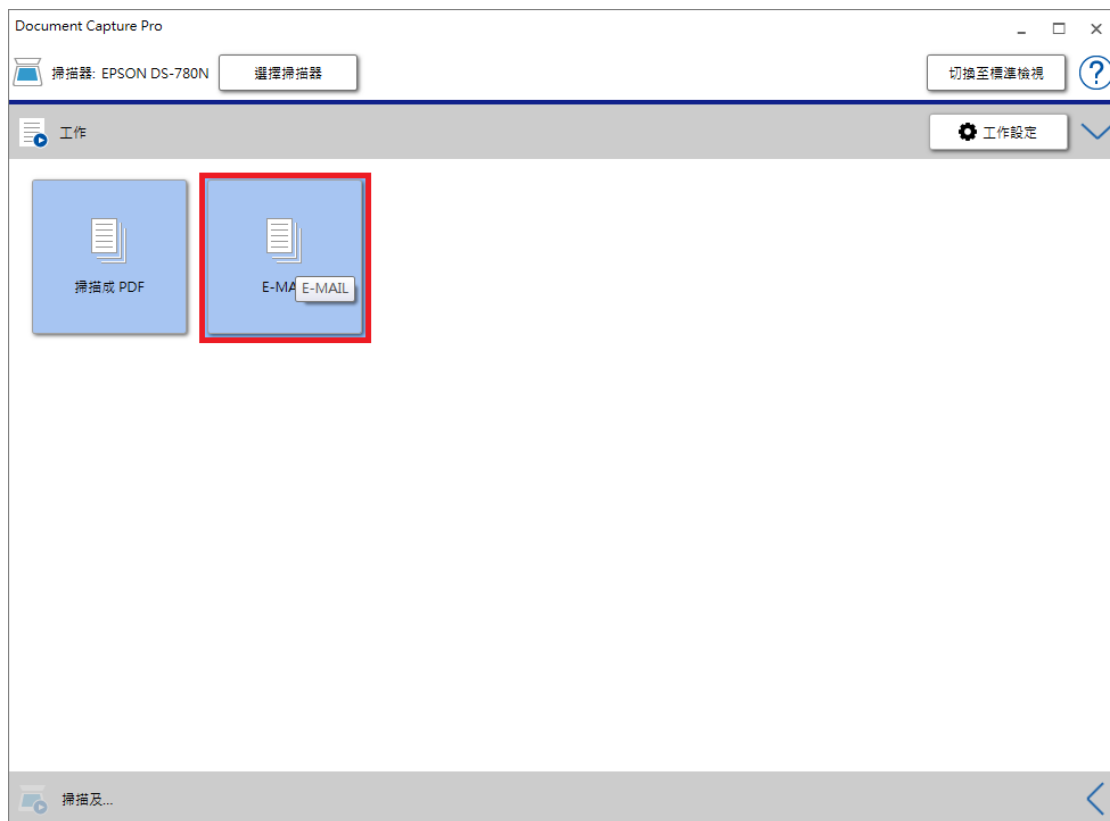 Document Capture Pro
掃描器: EPSON DS-780N
選擇掃描器
切換至標準檢視
?
工作
工作設定
掃描成 PDF
E-MA
E-MAIL
掃描及...